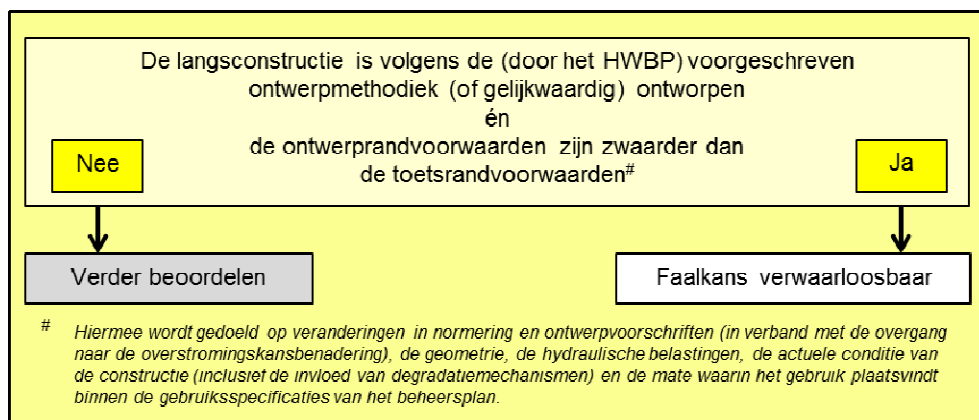 De langsconstructie is volgens de (door het HWBP) voorgeschreven
ontwerpmethodiek (of gelijkwaardig) ontworpen
én
de ontwerprandvoorwaarden zijn zwaarder dan
de toetsrandvoorwaarden#
Nee
Ja
Verder beoordelen
Faalkans verwaarloosbaar
# Hiermee wordt gedoeld op veranderingen in normering en ontwerpvoorschriften (in verband met de overgang
naar de overstromingskansbenadering), de geometrie, de hydraulische belastingen, de actuele conditie van
de constructie (inclusief de invloed van degradatiemechanismen) en de mate waarin het gebruik plaatsvindt
binnen de gebruiksspecificaties van het beheersplan.